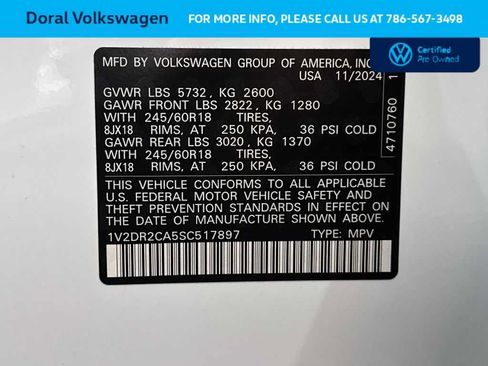 Doral Volkswagen
CALL US AT 786-567-3498
Certified
Pre Owned
MFD BY VOLKSWAGEN GROUP OF AMERICA, INC
USA 11/2024
GVWR LBS 5732, KG 2600
GAWR FRONT LBS 2822, KG 1280
WITH 245/60R18 TIRES,
8JX18 RIMS, AT 250 KPA, 36 PSI COLD
GAWR REAR LBS 3020, KG 1370
WITH 245/60R18 TIRES,
8JX18 RIMS, AT 250 KPA, 36 PSI COLD
THIS VEHICLE CONFORMS TO ALL APPLICABLE
U.S. FEDERAL MOTOR VEHICLE SAFETY AND
THEFT PREVENTION STANDARDS IN EFFECT ON
THE DATE OF MANUFACTURE SHOWN ABOVE.
1V2DR2CA5SC517897 TYPE: MPV
4710760 1